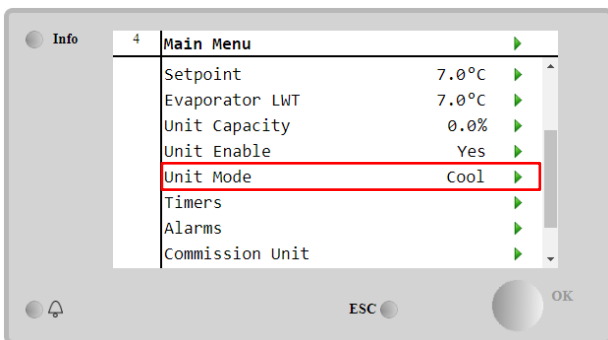 Info
4 Main Menu
Setpoint 7.0°C
Evaporator LWT 7.0°C
Unit Capacity 0.0%
Unit Enable Yes
Unit Mode Cool
Timers
Alarms
Commission Unit
ESC
OK